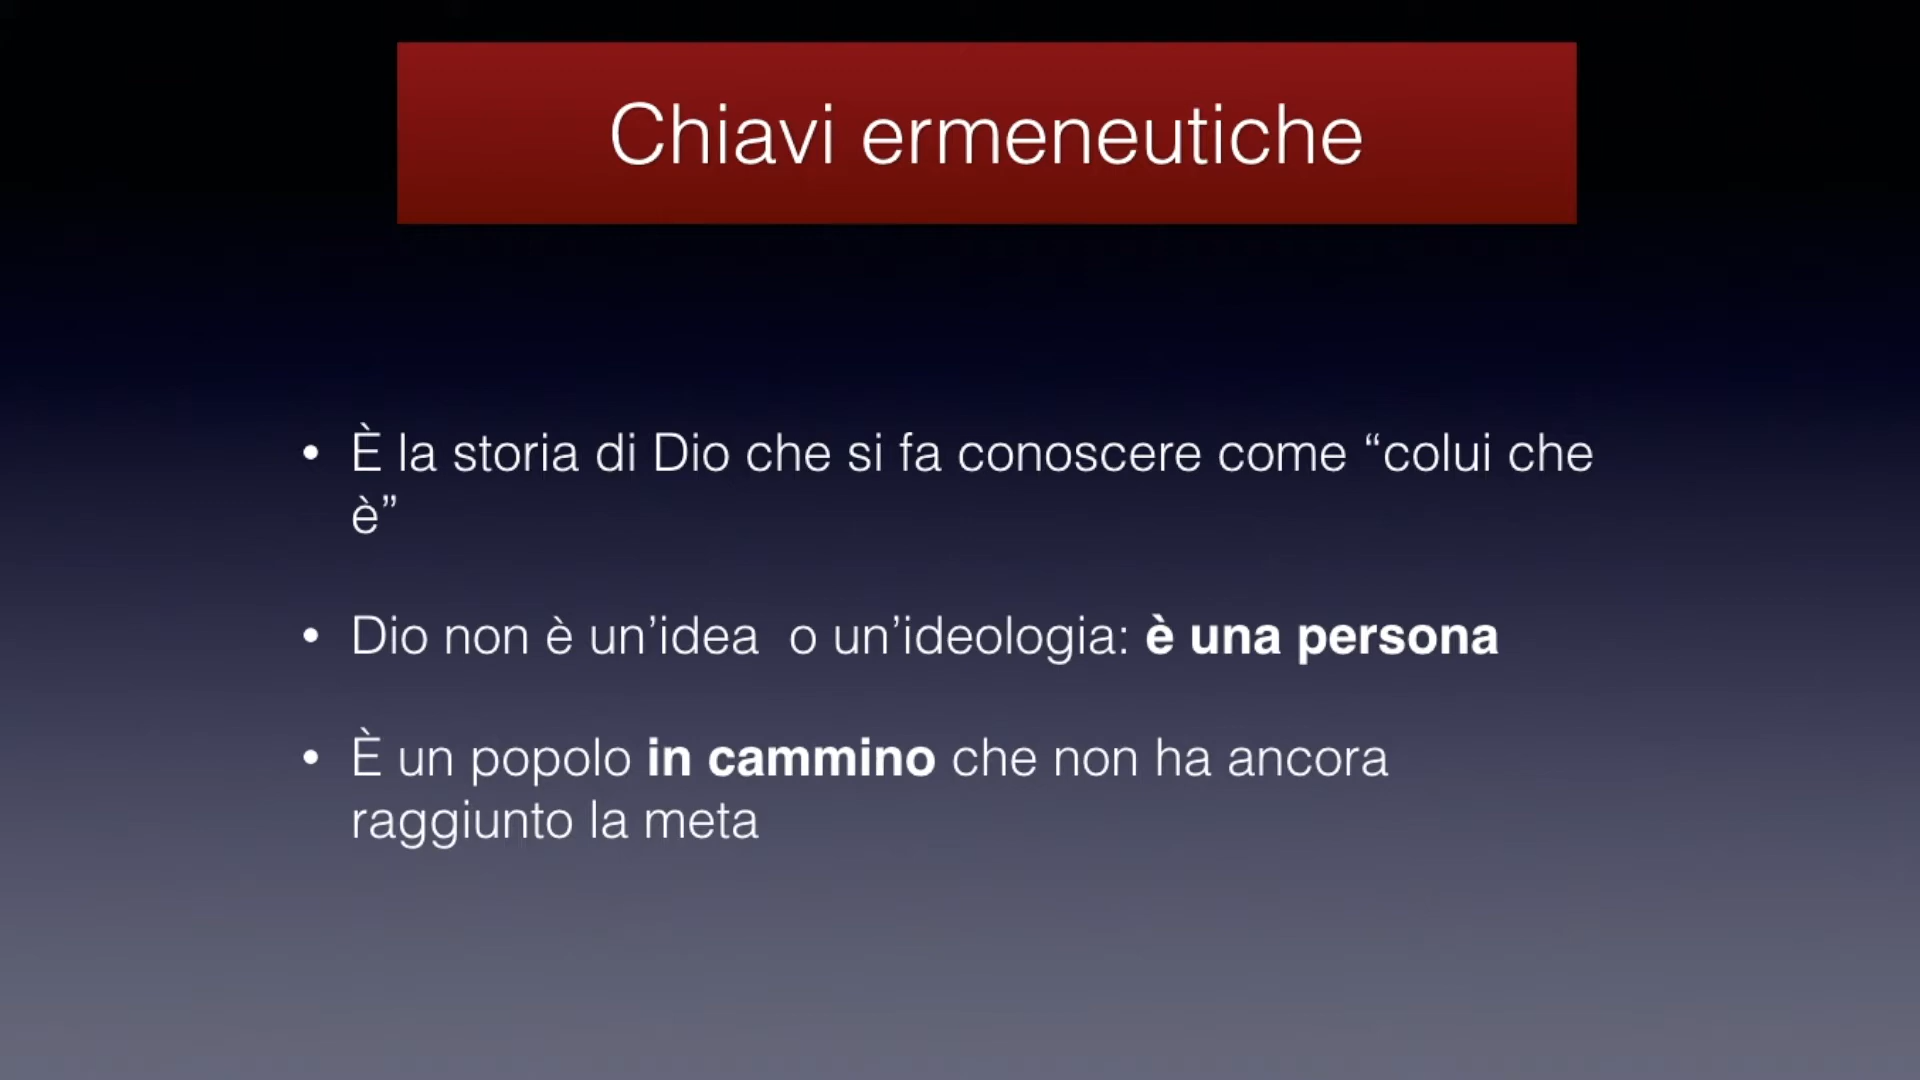 Chiavi ermeneutiche
• È la storia di Dio che si fa conoscere come “colui che
è”
• Dio non è un’idea  o un’ideologia: è una persona
• È un popolo in cammino che non ha ancora
raggiunto la meta